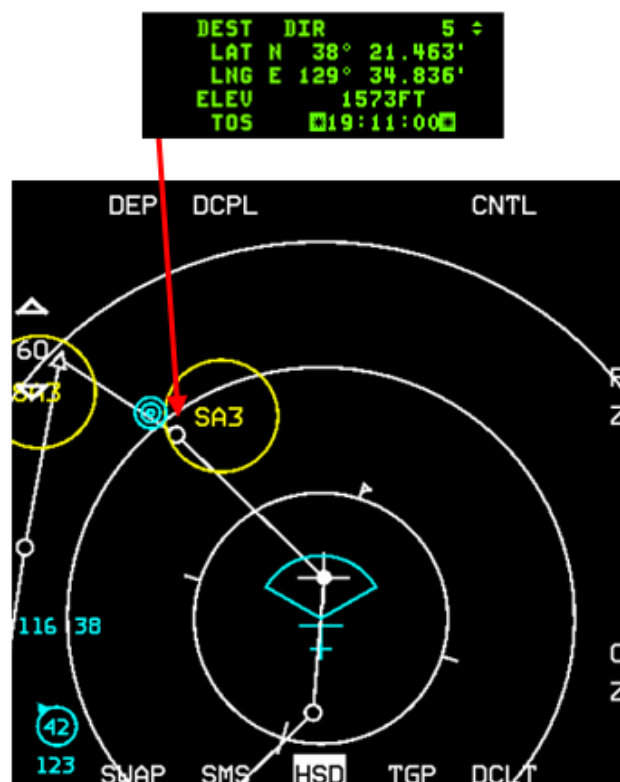 DEST DIR 5
LAT N 38° 21.463'
LNG E 129° 34.836'
ELEV 1573FT
TOS *19:11:00*
DEP DCPL CNTL
60
SA3
SA3
Z
116 38
Z
42
123
SWAP SMS HSD TGP DCLT